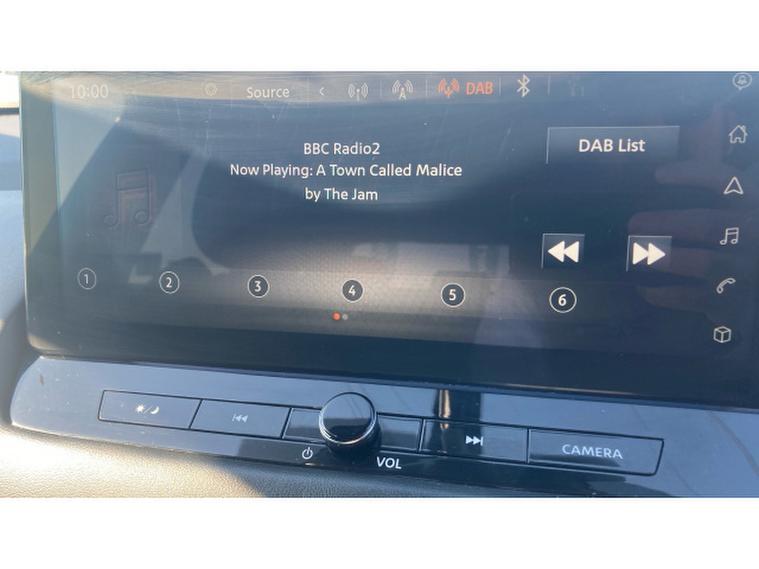 10:00 Source DAB
BBC Radio2
Now Playing: A Town Called Malice
by The Jam
DAB List
1 2 3 4 5 6
VOL
CAMERA